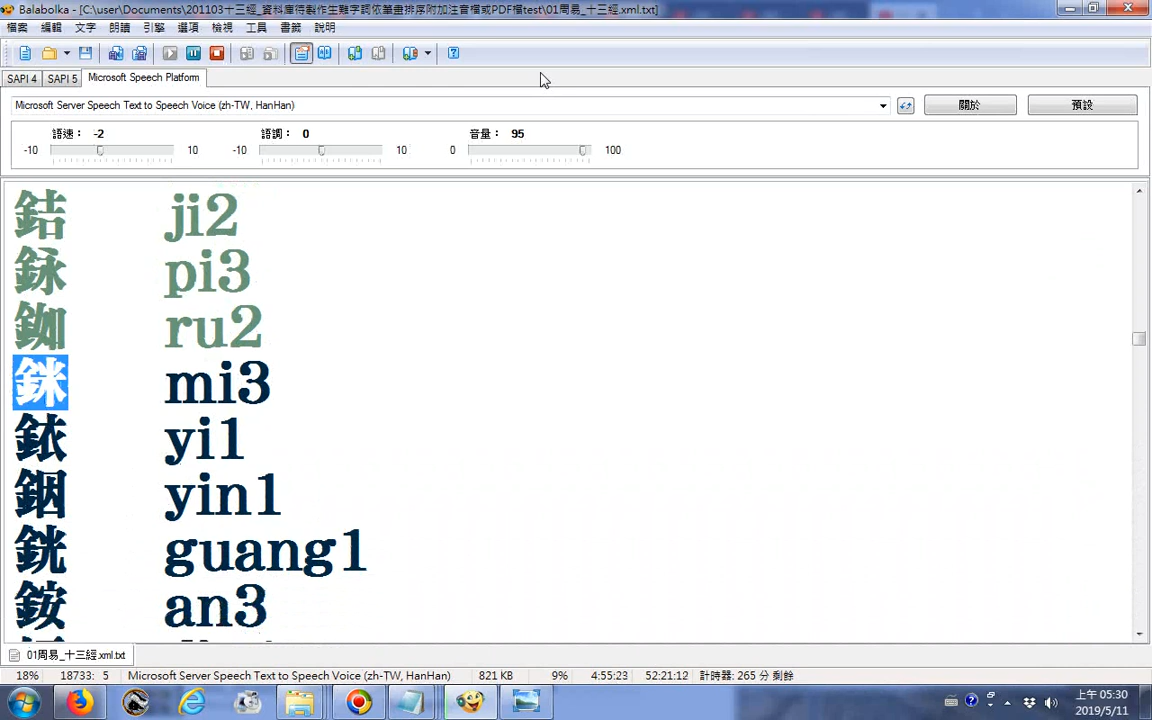 Balabolka - [C:\user\Documents\201103十三經_資料庫待製作生難字詞依筆畫排序附加注音檔或PDF檔test\01周易_十三經.xml.txt]
檔案 編輯 文字 朗讀 引擎 選項 檢視 工具 書籤 說明
SAPI 4 SAPI 5 Microsoft Speech Platform
Microsoft Server Speech Text to Speech Voice (zh-TW, HanHan) 關於 預設
語速： -2 語調： 0 音量： 95
-10 10 -10 10 0 100
銡 ji2
ji2
pi3
銣 ru2
銤 mi3
銥 yi1
銦 yin1
銧 guang1
銨 an3
01周易_十三經.xml.txt
18% 18733: 5 Microsoft Server Speech Text to Speech Voice (zh-TW, HanHan) 821 KB 9% 4:55:23 52:21:12 計時器: 265 分 剩餘
上午 05:30
2019/5/11